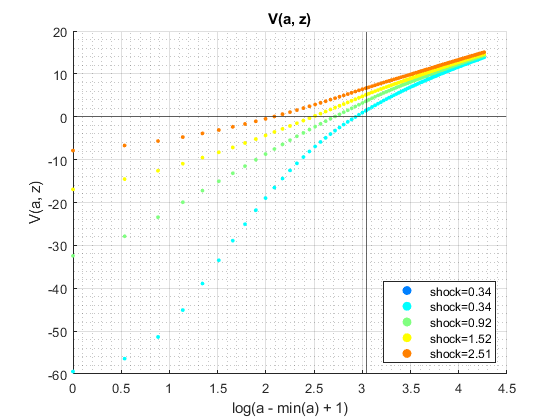 V(a, z)
20
10
0
-10
-20
-30
-40
-50
-60
V(a, z)
0
0.5
1
1.5
2
2.5
3
3.5
4
4.5
log(a - min(a) + 1)
shock=0.34
shock=0.34
shock=0.92
shock=1.52
shock=2.51